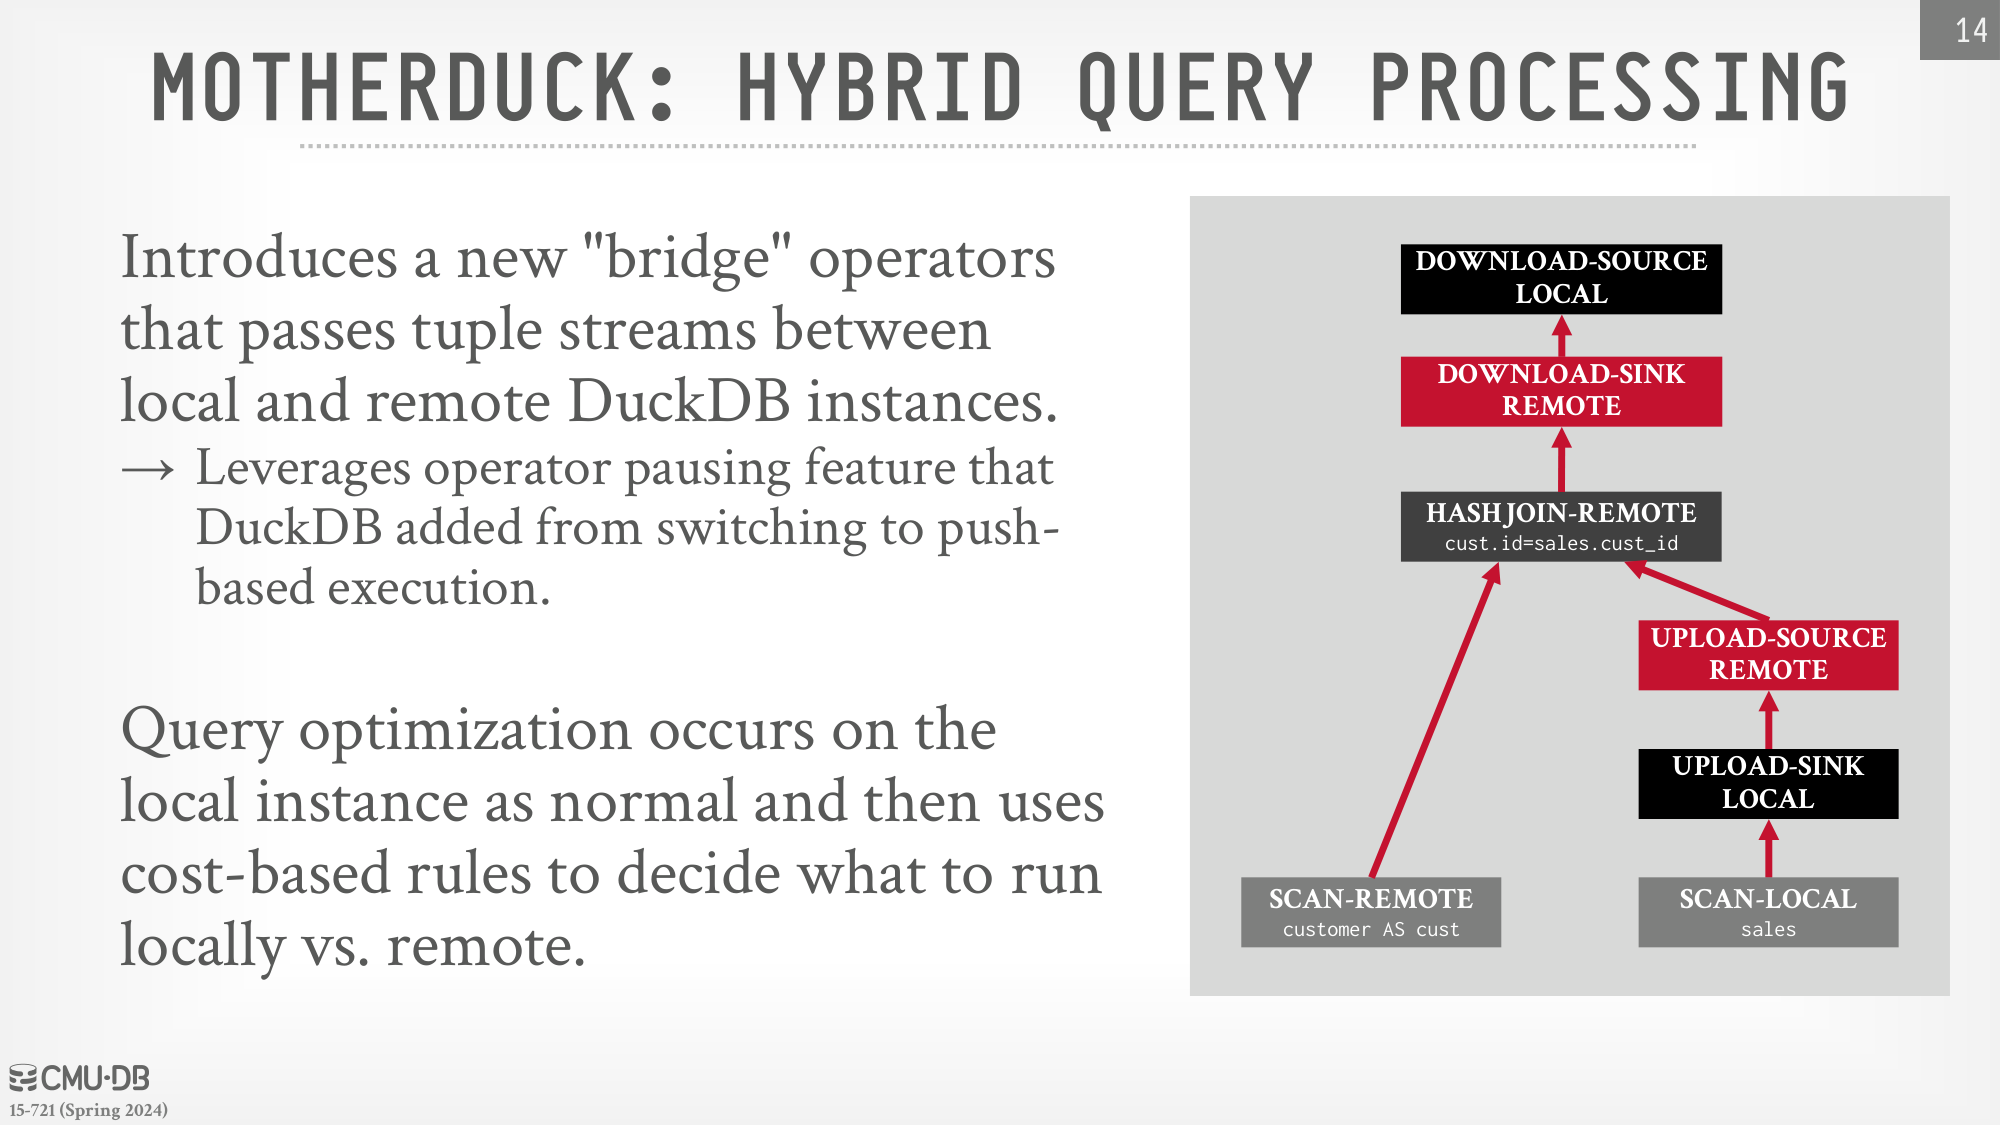 14
MOTHERDUCK: HYBRID QUERY PROCESSING
Introduces a new "bridge" operators
that passes tuple streams between
local and remote DuckDB instances.
→ Leverages operator pausing feature that
DuckDB added from switching to push-
based execution.
Query optimization occurs on the
local instance as normal and then uses
cost-based rules to decide what to run
locally vs. remote.
DOWNLOAD-SOURCE
LOCAL
DOWNLOAD-SINK
REMOTE
HASH JOIN-REMOTE
cust.id=sales.cust_id
UPLOAD-SOURCE
REMOTE
UPLOAD-SINK
LOCAL
SCAN-REMOTE
customer AS cust
SCAN-LOCAL
sales
CMU·DB
15-721 (Spring 2024)